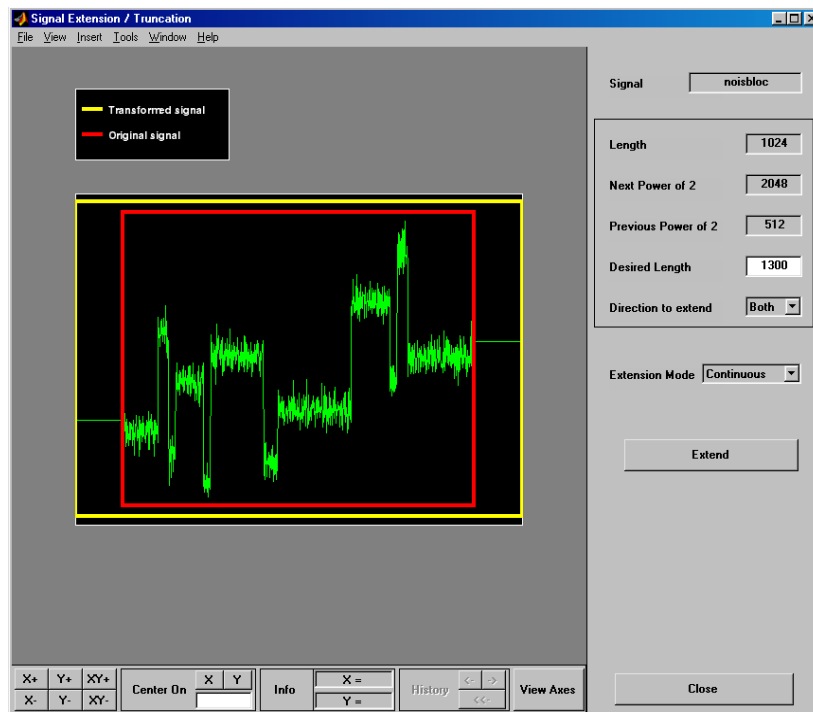 Signal Extension / Truncation
File View Insert Tools Window Help
Transformed signal
Original signal
Signal noisbloc
Length 1024
Next Power of 2 2048
Previous Power of 2 512
Desired Length 1300
Direction to extend Both
Extension Mode Continuous
Extend
X+ Y+ XY+
X- Y- XY-
Center On X Y
Info X =
Y =
History <- ->
<<-
View Axes
Close